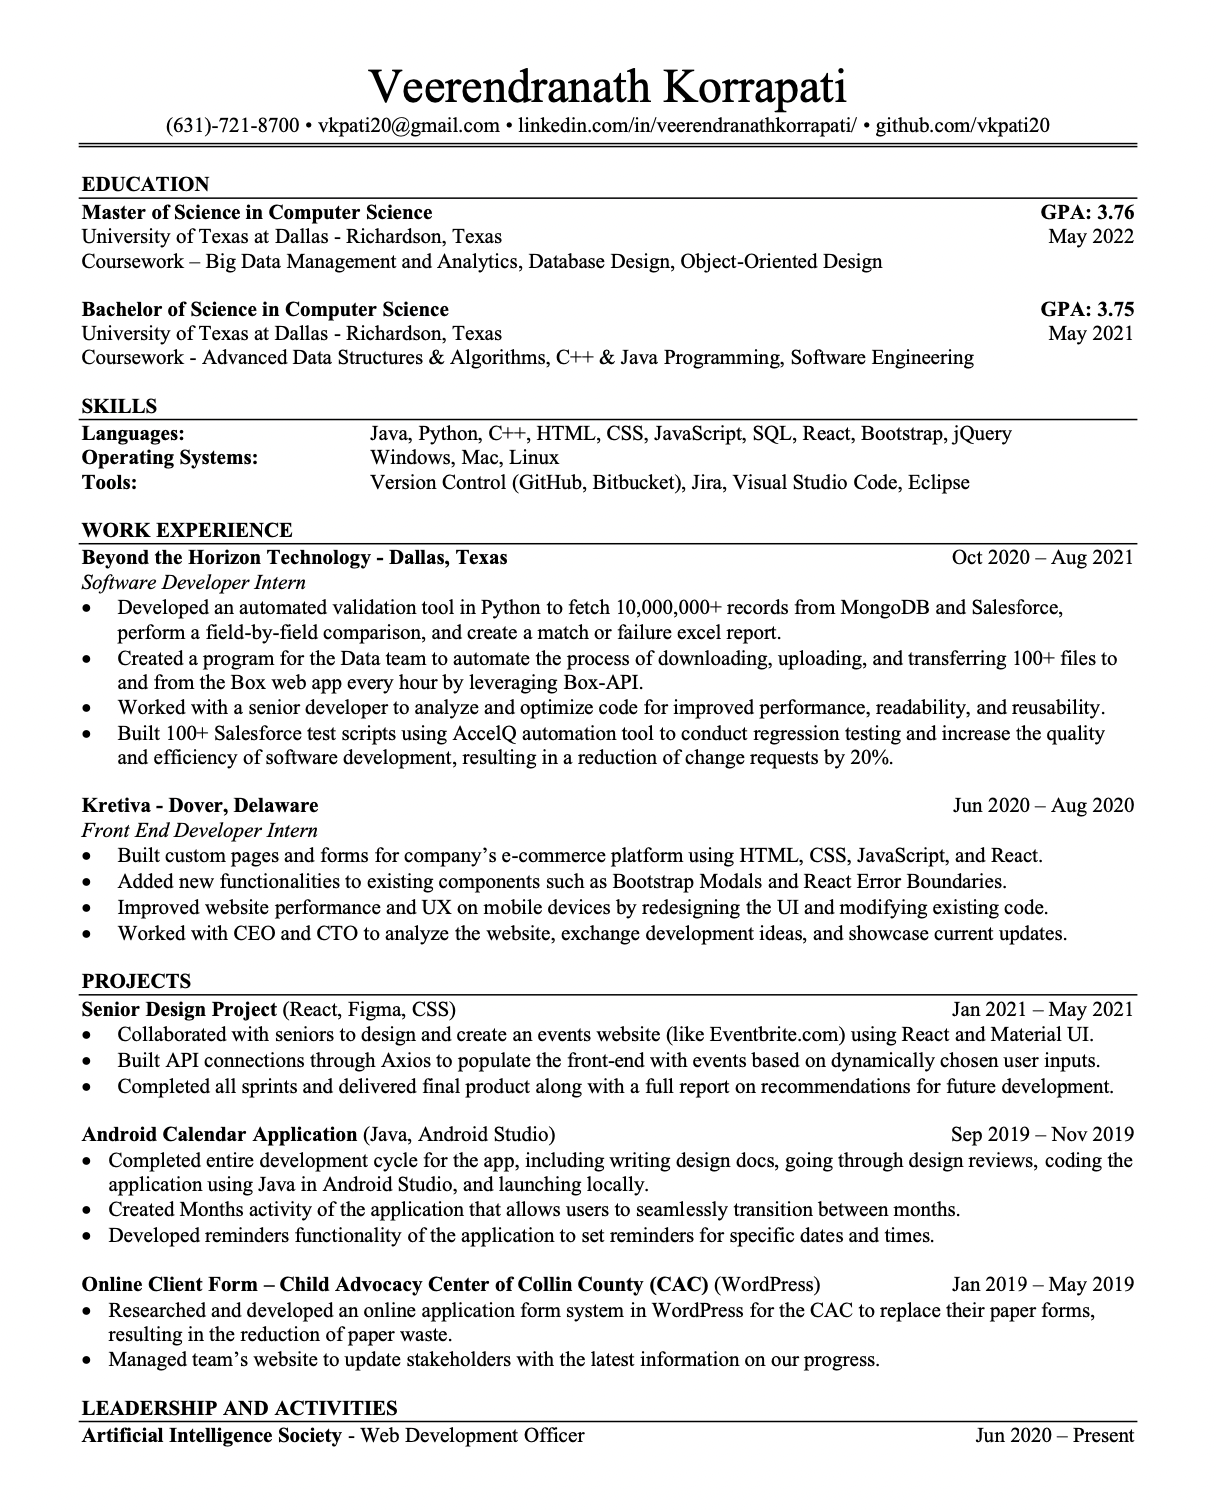 Veerendranath Korrapati
(631)-721-8700 • vkpati20@gmail.com • linkedin.com/in/veerendranathkorrapati/ • github.com/vkpati20
EDUCATION
Master of Science in Computer Science GPA: 3.76
University of Texas at Dallas - Richardson, Texas May 2022
Coursework – Big Data Management and Analytics, Database Design, Object-Oriented Design
Bachelor of Science in Computer Science GPA: 3.75
University of Texas at Dallas - Richardson, Texas May 2021
Coursework - Advanced Data Structures & Algorithms, C++ & Java Programming, Software Engineering
SKILLS
Languages: Java, Python, C++, HTML, CSS, JavaScript, SQL, React, Bootstrap, jQuery
Operating Systems: Windows, Mac, Linux
Tools: Version Control (GitHub, Bitbucket), Jira, Visual Studio Code, Eclipse
WORK EXPERIENCE
Beyond the Horizon Technology - Dallas, Texas Oct 2020 – Aug 2021
Software Developer Intern
• Developed an automated validation tool in Python to fetch 10,000,000+ records from MongoDB and Salesforce,
perform a field-by-field comparison, and create a match or failure excel report.
• Created a program for the Data team to automate the process of downloading, uploading, and transferring 100+ files to
and from the Box web app every hour by leveraging Box-API.
• Worked with a senior developer to analyze and optimize code for improved performance, readability, and reusability.
• Built 100+ Salesforce test scripts using AccelQ automation tool to conduct regression testing and increase the quality
and efficiency of software development, resulting in a reduction of change requests by 20%.
Kretiva - Dover, Delaware Jun 2020 – Aug 2020
Front End Developer Intern
• Built custom pages and forms for company’s e-commerce platform using HTML, CSS, JavaScript, and React.
• Added new functionalities to existing components such as Bootstrap Modals and React Error Boundaries.
• Improved website performance and UX on mobile devices by redesigning the UI and modifying existing code.
• Worked with CEO and CTO to analyze the website, exchange development ideas, and showcase current updates.
PROJECTS
Senior Design Project (React, Figma, CSS) Jan 2021 – May 2021
• Collaborated with seniors to design and create an events website (like Eventbrite.com) using React and Material UI.
• Built API connections through Axios to populate the front-end with events based on dynamically chosen user inputs.
• Completed all sprints and delivered final product along with a full report on recommendations for future development.
Android Calendar Application (Java, Android Studio) Sep 2019 – Nov 2019
• Completed entire development cycle for the app, including writing design docs, going through design reviews, coding the
application using Java in Android Studio, and launching locally.
• Created Months activity of the application that allows users to seamlessly transition between months.
• Developed reminders functionality of the application to set reminders for specific dates and times.
Online Client Form – Child Advocacy Center of Collin County (CAC) (WordPress) Jan 2019 – May 2019
• Researched and developed an online application form system in WordPress for the CAC to replace their paper forms,
resulting in the reduction of paper waste.
• Managed team’s website to update stakeholders with the latest information on our progress.
LEADERSHIP AND ACTIVITIES
Artificial Intelligence Society - Web Development Officer Jun 2020 – Present